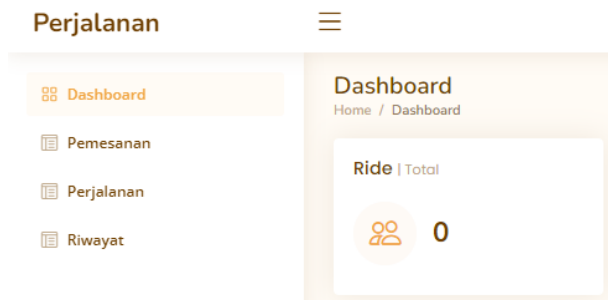 Perjalanan
Dashboard
Pemesanan
Perjalanan
Riwayat
Dashboard
Home / Dashboard
Ride | Total
0